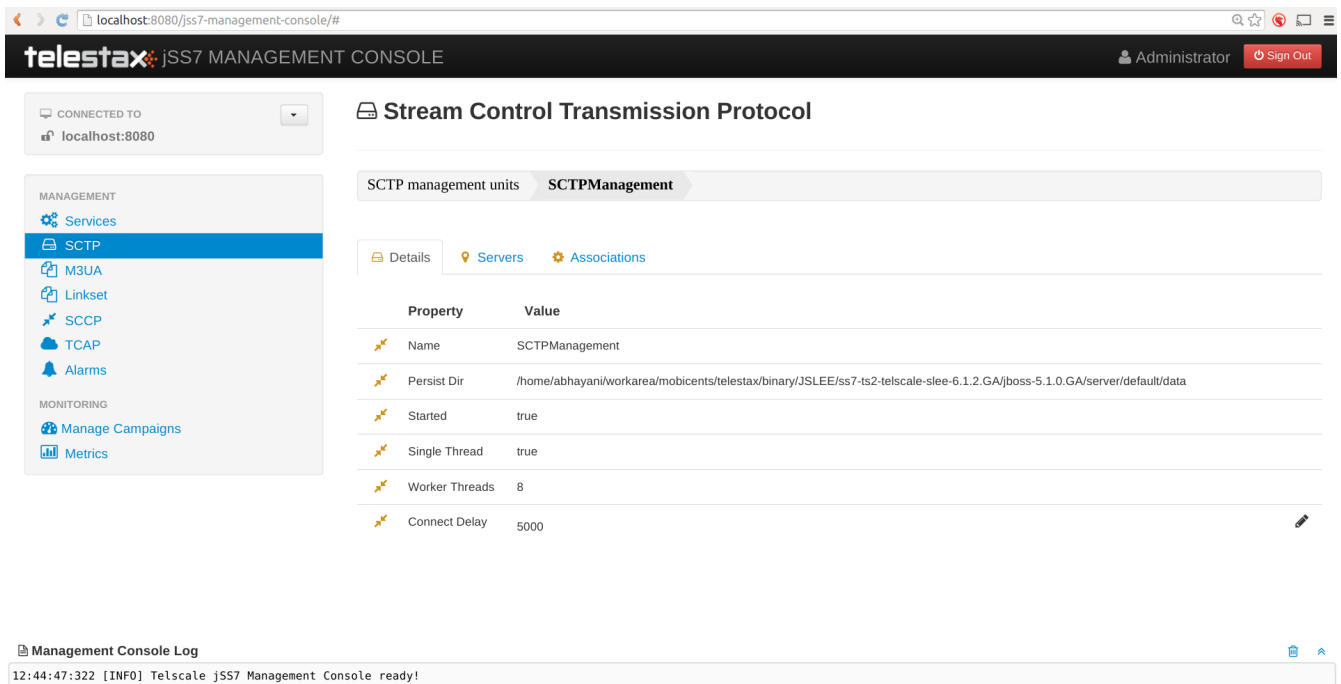 localhost:8080/jss7-management-console/#
telestax jSS7 MANAGEMENT CONSOLE
Administrator
Sign Out
CONNECTED TO
localhost:8080
MANAGEMENT
Services
SCTP
M3UA
Linkset
SCCP
TCAP
Alarms
MONITORING
Manage Campaigns
Metrics
Stream Control Transmission Protocol
SCTP management units SCTPManagement
Details Servers Associations
Property Value
Name SCTPManagement
Persist Dir /home/abhayani/workarea/mobicents/telestax/binary/JSLEE/ss7-ts2-telscale-slee-6.1.2.GA/jboss-5.1.0.GA/server/default/data
Started true
Single Thread true
Worker Threads 8
Connect Delay 5000
Management Console Log
12:44:47:322 [INFO] Telscale jSS7 Management Console ready!